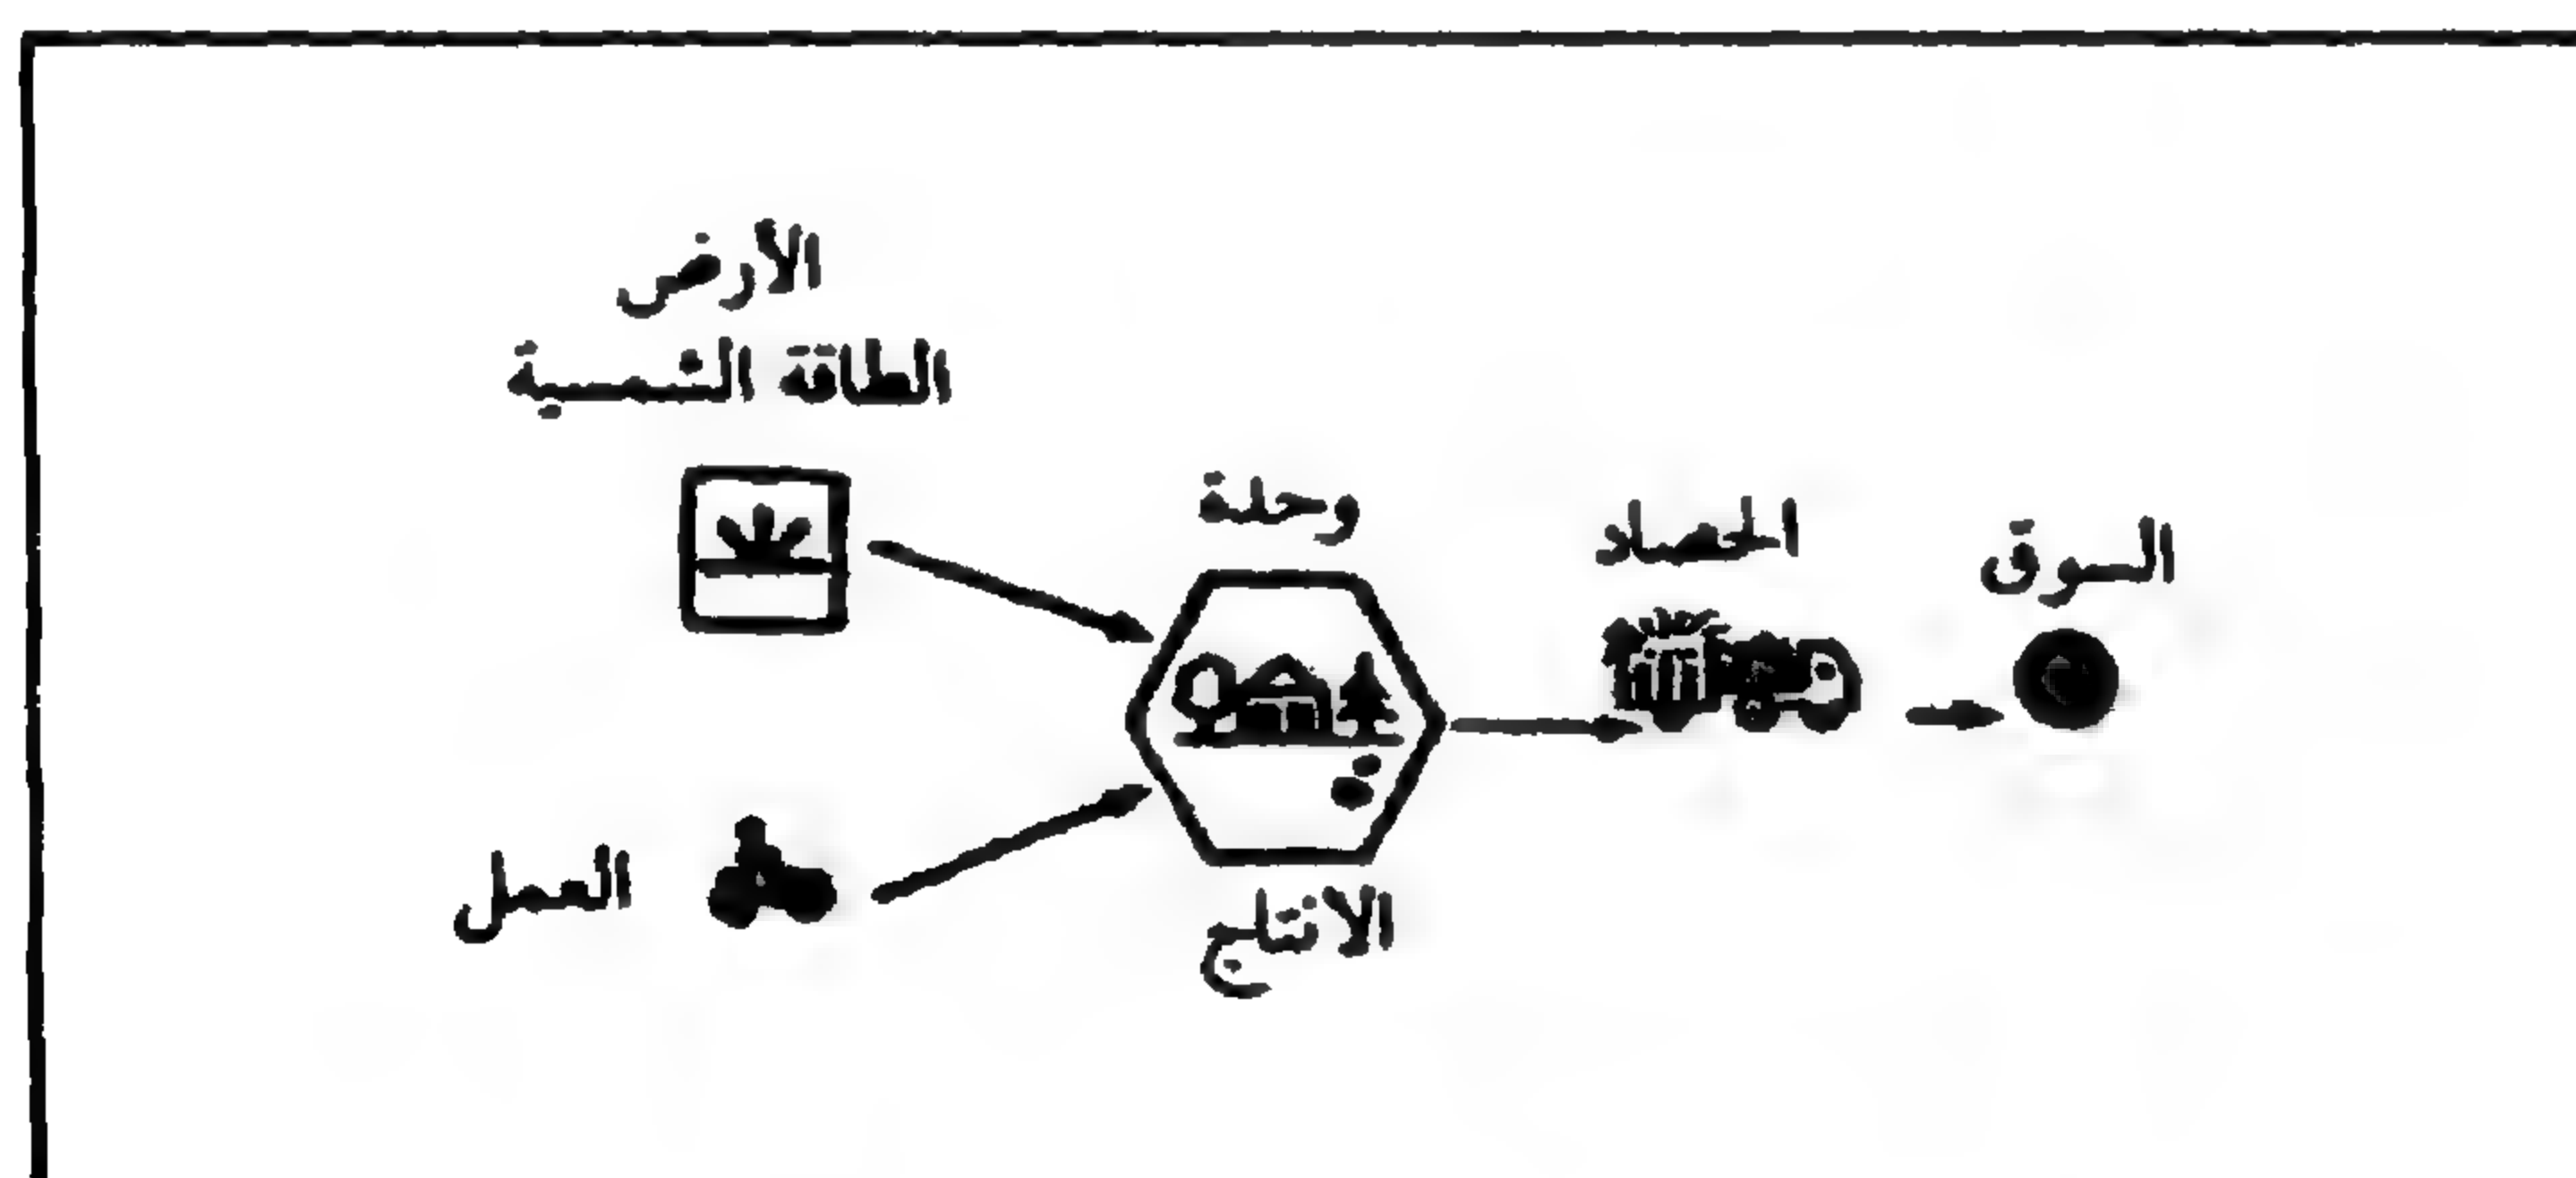 الأرض
الطاقة الشمسية
وحدة
الحصاد
السوق
العمل
الانتاج